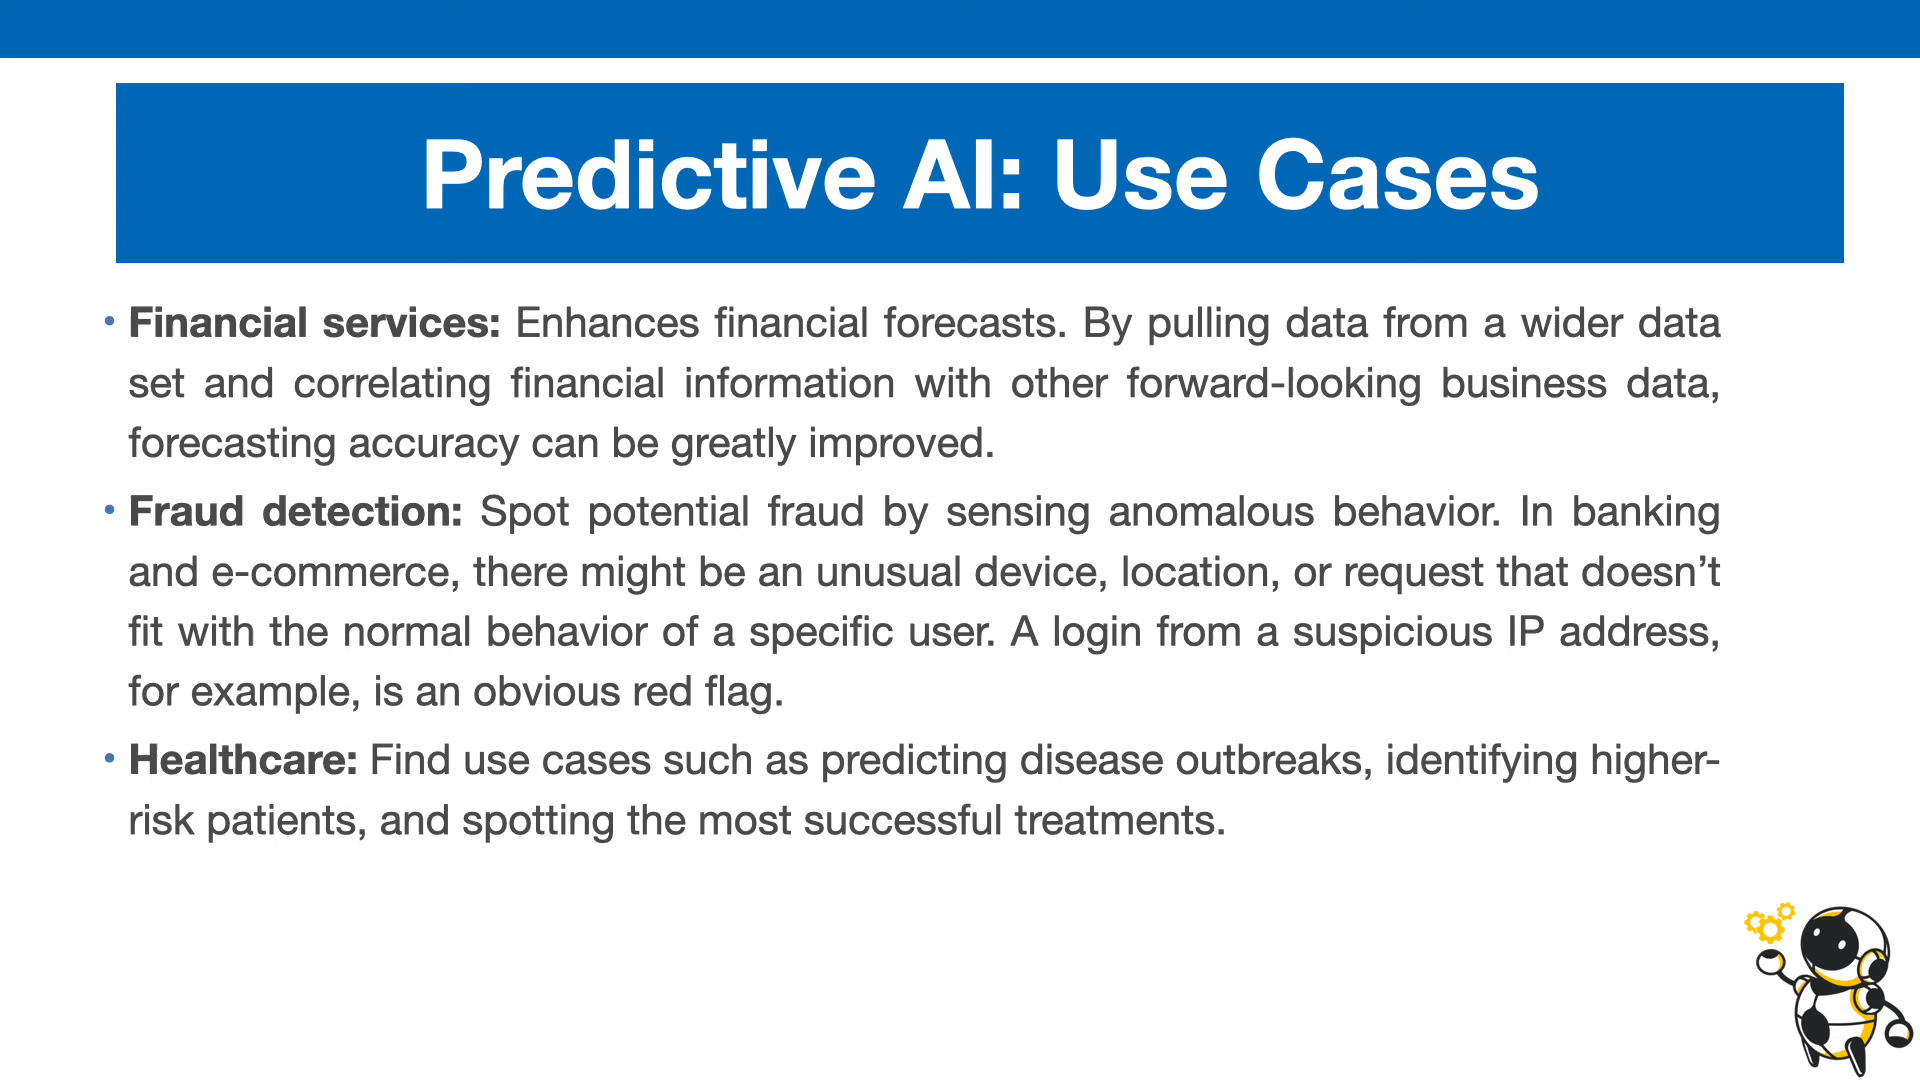 Predictive AI: Use Cases
• Financial services: Enhances financial forecasts. By pulling data from a wider data
set and correlating financial information with other forward-looking business data,
forecasting accuracy can be greatly improved.
• Fraud detection: Spot potential fraud by sensing anomalous behavior. In banking
and e-commerce, there might be an unusual device, location, or request that doesn’t
fit with the normal behavior of a specific user. A login from a suspicious IP address,
for example, is an obvious red flag.
• Healthcare: Find use cases such as predicting disease outbreaks, identifying higher-
risk patients, and spotting the most successful treatments.